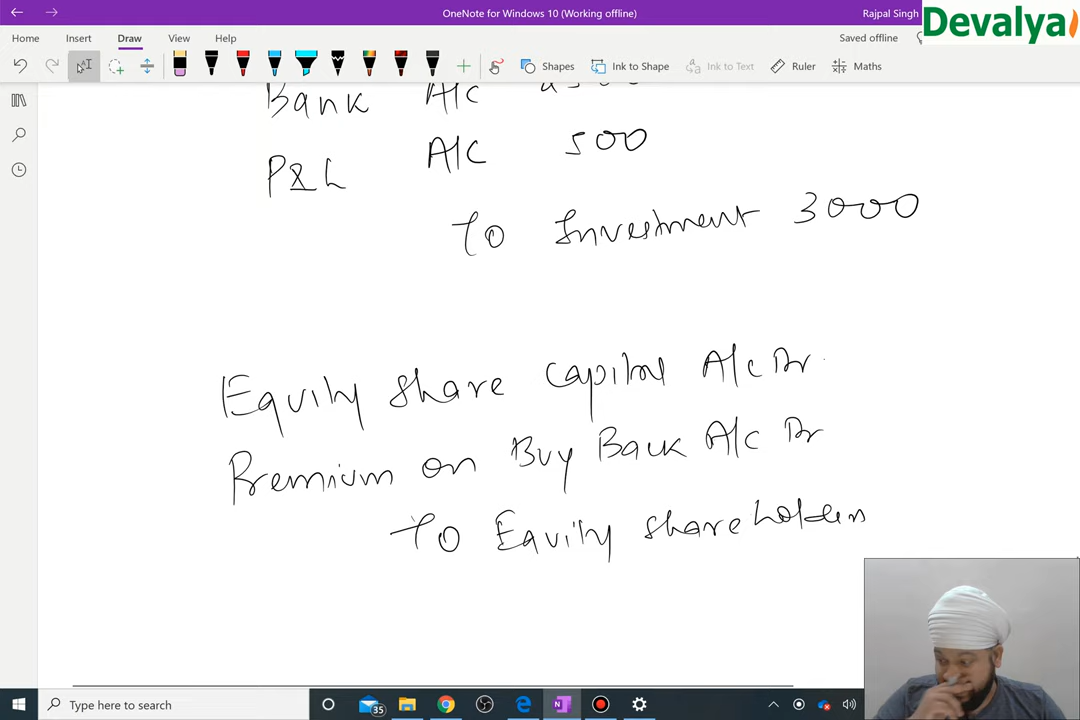 OneNote for Windows 10 (Working offline)
Rajpal Singh
Devalya
Home Insert Draw View Help
Saved offline
Shapes Ink to Shape Ink to Text Ruler Maths
Bank A/C
P&L A/C 500
To Investment 3000
Equity Share Capital A/c Dr
Premium on Buy Back A/c Dr
To Equity Shareholders
Type here to search
35